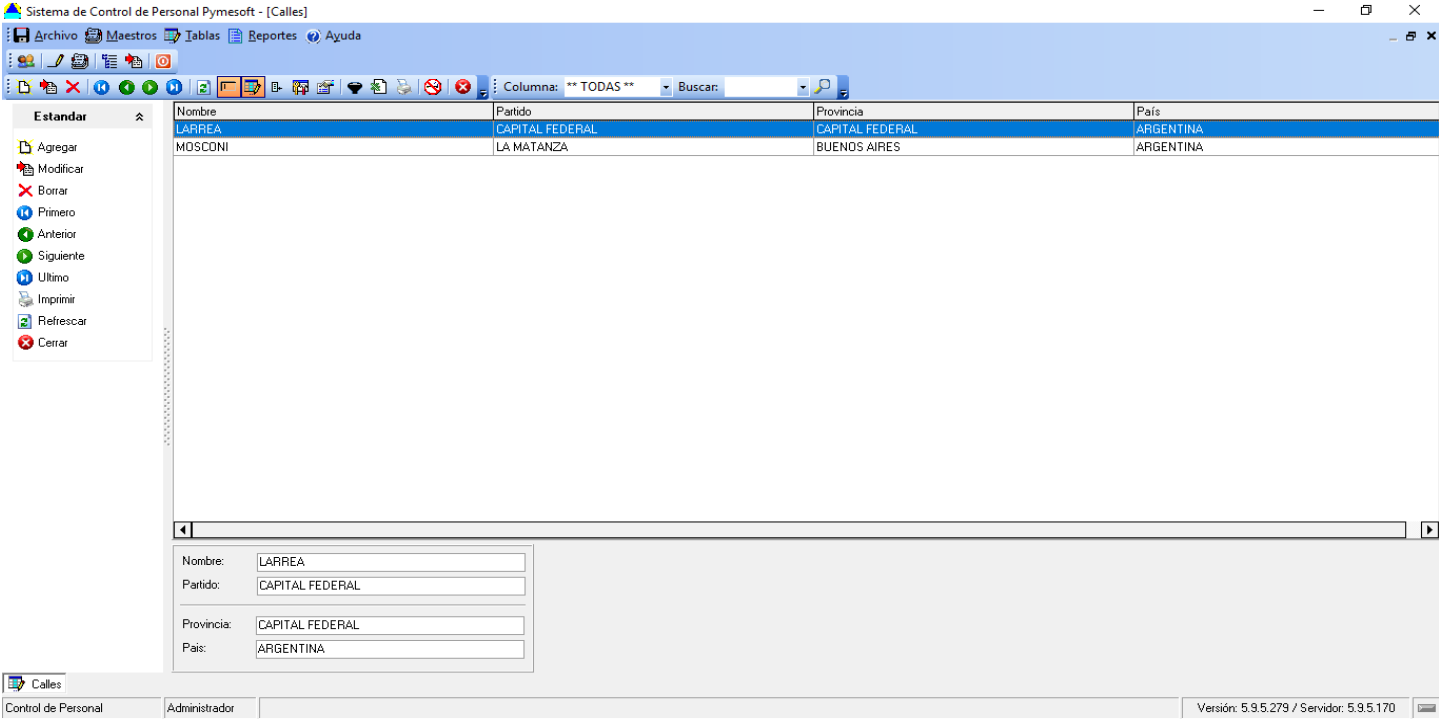 Sistema de Control de Personal Pymesoft - [Calles]
Archivo Maestros Tablas Reportes Ayuda
Columna: ** TODAS ** Buscar:
Estandar
Agregar
Modificar
Borrar
Primero
Anterior
Siguiente
Ultimo
Imprimir
Refrescar
Cerrar
Nombre Partido Provincia País
LARREA CAPITAL FEDERAL CAPITAL FEDERAL ARGENTINA
MOSCONI LA MATANZA BUENOS AIRES ARGENTINA
Nombre: LARREA
Partido: CAPITAL FEDERAL
Provincia: CAPITAL FEDERAL
Pais: ARGENTINA
Calles
Control de Personal Administrador Versión: 5.9.5.279 / Servidor: 5.9.5.170